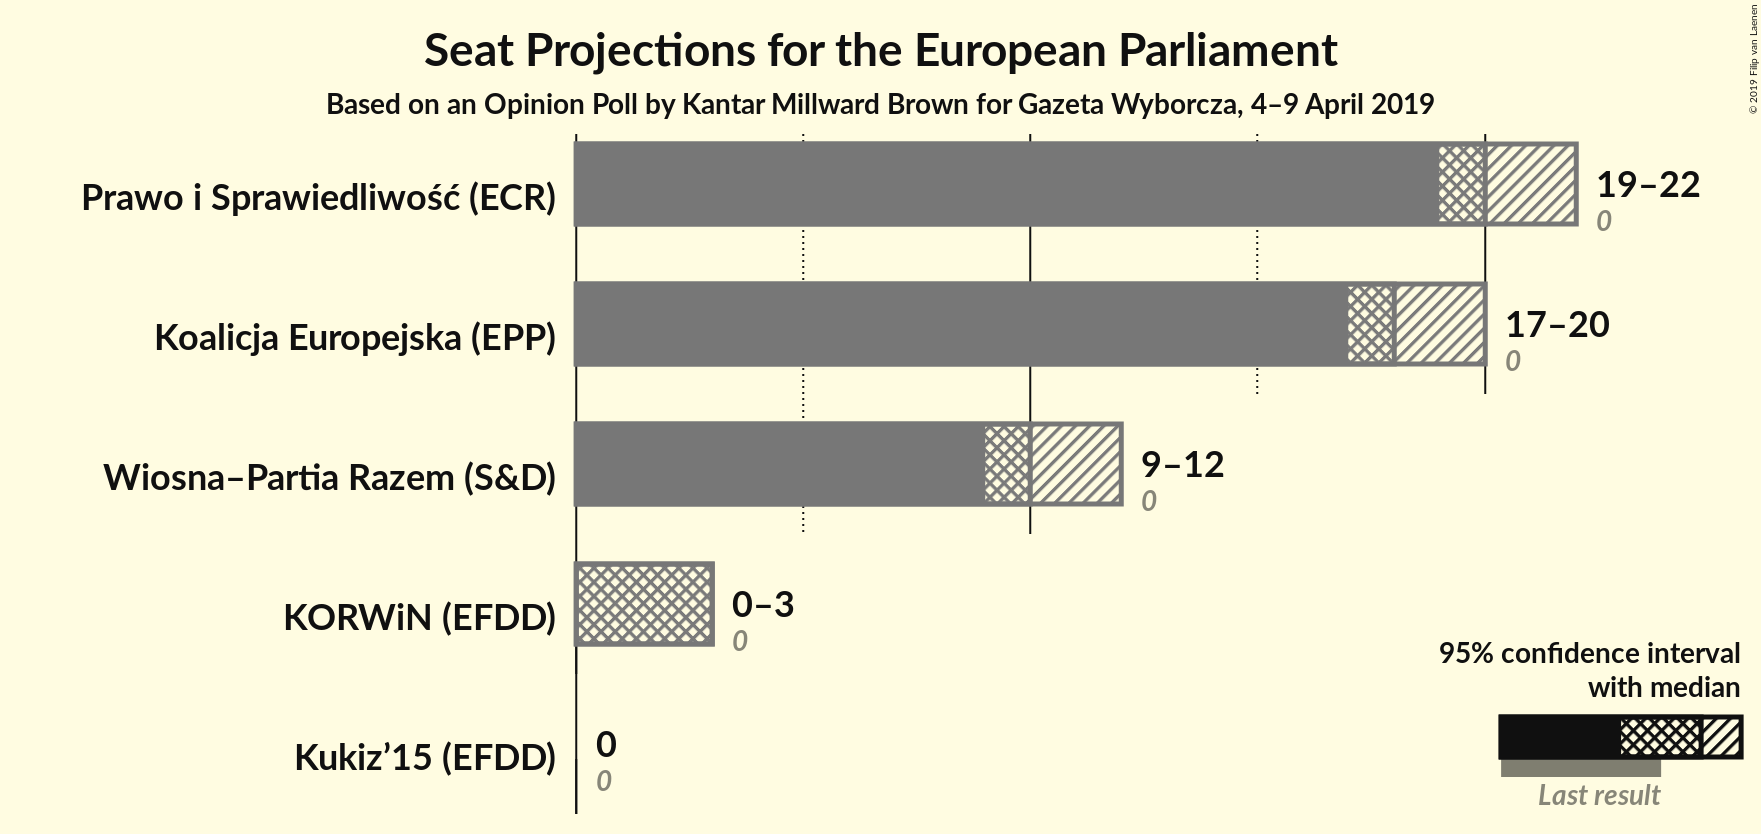 Seat Projections for the European Parliament
Based on an Opinion Poll by Kantar Millward Brown for Gazeta Wyborcza, 4–9 April 2019
© 2019 Filip van Laenen
Prawo i Sprawiedliwość (ECR)
19–22
0
Koalicja Europejska (EPP)
17–20
0
Wiosna–Partia Razem (S&D)
9–12
0
KORWiN (EFDD)
0–3
0
Kukiz’15 (EFDD)
0
0
95% confidence interval
with median
Last result